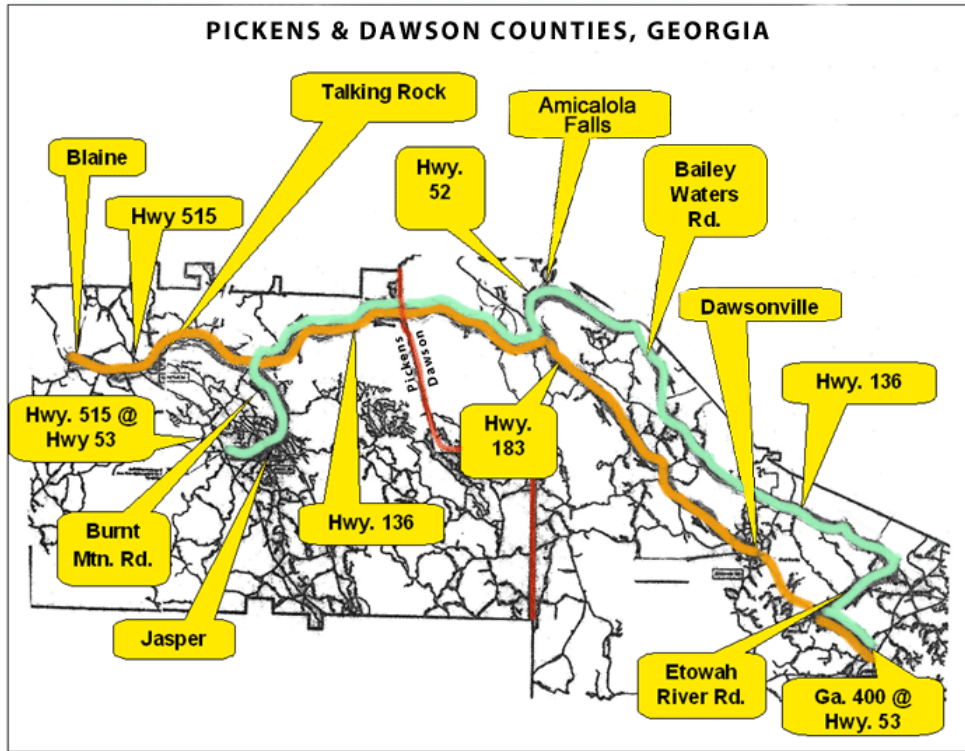 PICKENS & DAWSON COUNTIES, GEORGIA
Talking Rock
Amicalola
Falls
Blaine
Hwy.
52
Bailey
Waters
Rd.
Hwy 515
Dawsonville
Pickens
Dawson
Hwy. 136
Hwy. 515 @
Hwy 53
Hwy.
183
Burnt
Mtn. Rd.
Hwy. 136
Jasper
Etowah
River Rd.
Ga. 400 @
Hwy. 53